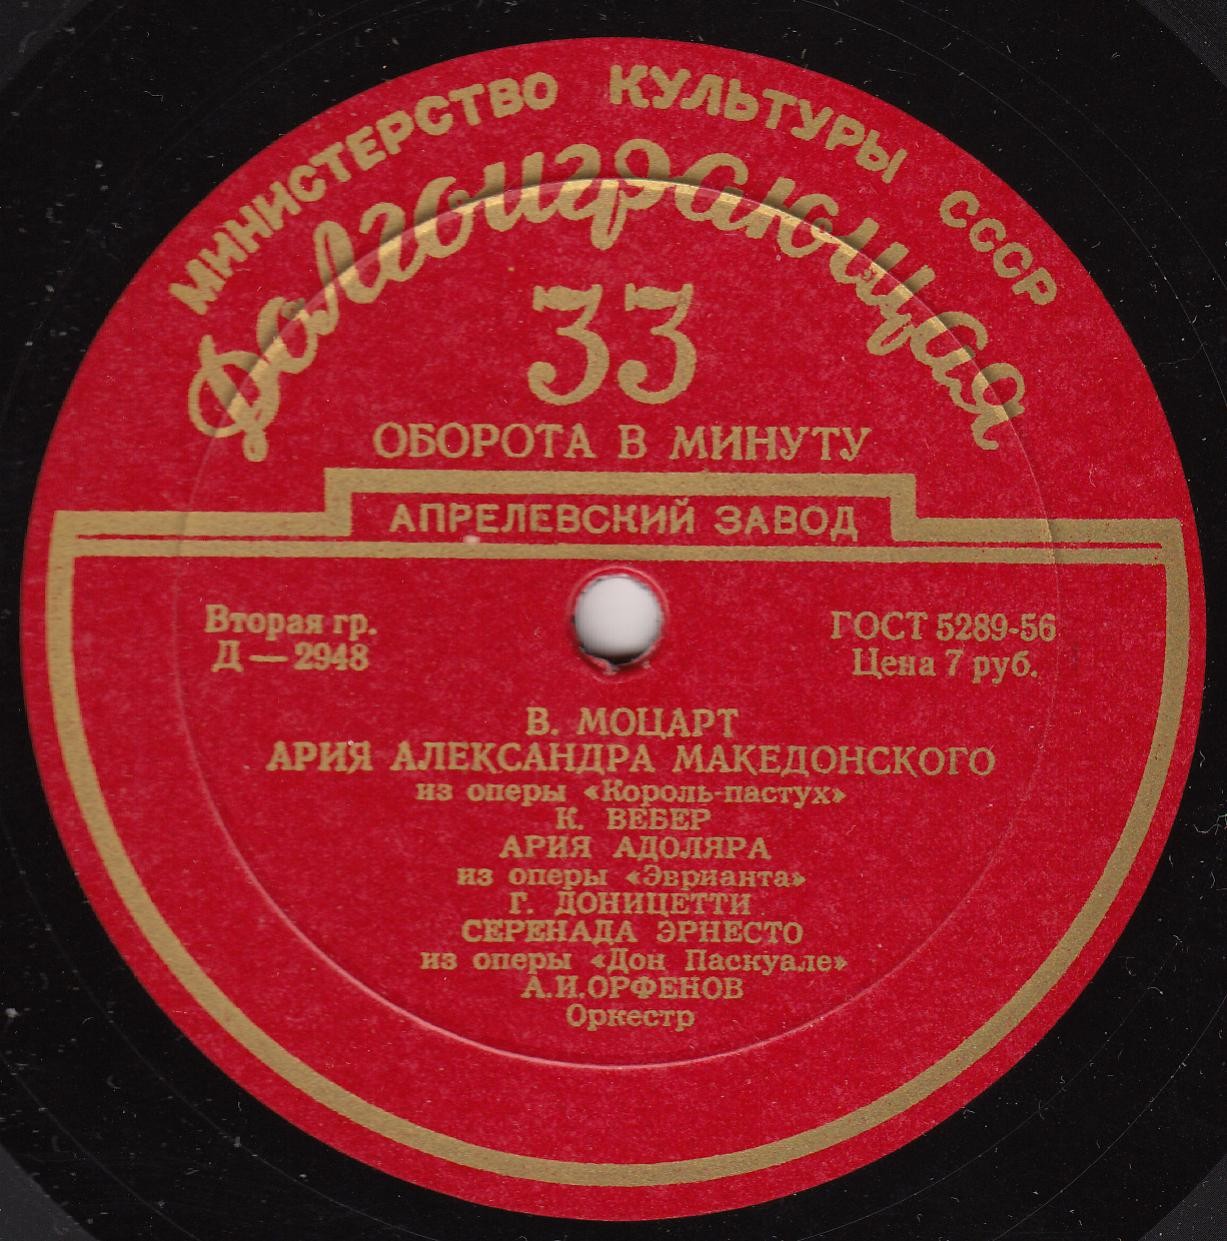 МИНИСТЕРСТВО КУЛЬТУРЫ СССР
Долгоиграющая
33
ОБОРОТА В МИНУТУ
АПРЕЛЕВСКИЙ ЗАВОД
Вторая гр.
Д — 2948
ГОСТ 5289-56
Цена 7 руб.
В. МОЦАРТ
АРИЯ АЛЕКСАНДРА МАКЕДОНСКОГО
из оперы «Король-пастух»
К. ВЕБЕР
АРИЯ АДОЛЯРА
из оперы «Эврианта»
Г. ДОНИЦЕТТИ
СЕРЕНАДА ЭРНЕСТО
из оперы «Дон Паскуале»
А.И.ОРФЕНОВ
Оркестр